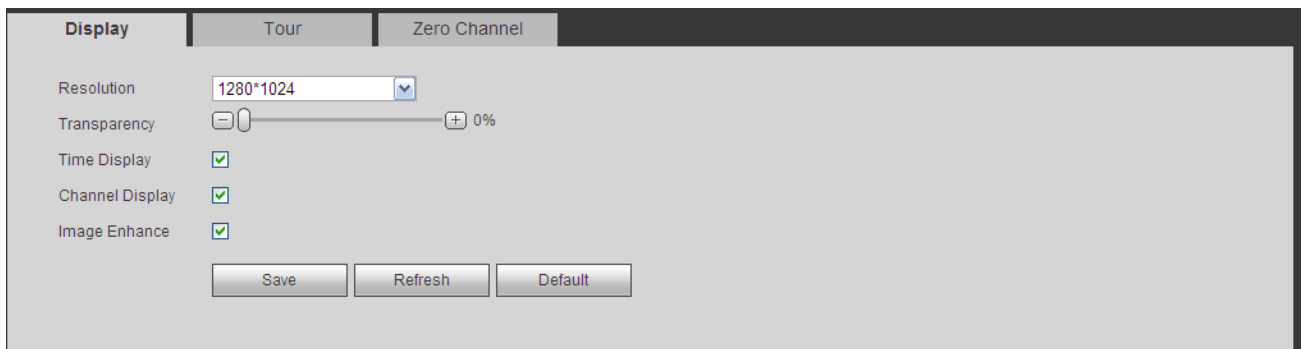 Display Tour Zero Channel
Resolution 1280*1024
Transparency 0%
Time Display
Channel Display
Image Enhance
Save Refresh Default